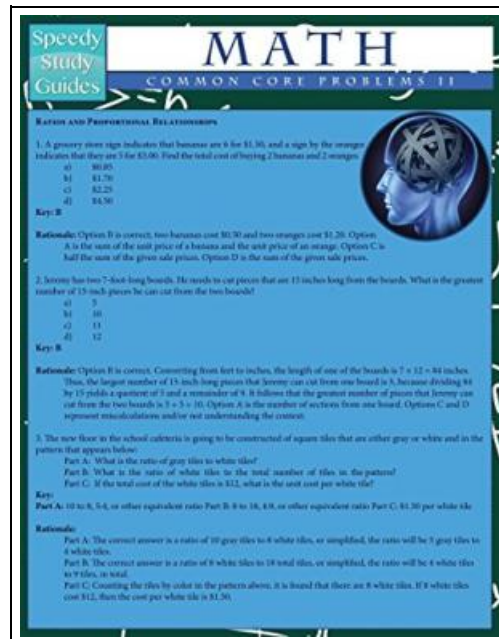 Speedy
Study
Guides
MATH
COMMON CORE PROBLEMS II
RATIOS AND PROPORTIONAL RELATIONSHIPS
1. A grocery store sign indicates that bananas are 6 for $1.50, and a sign by the oranges
indicates that they are 5 for $3.00. Find the total cost of buying 2 bananas and 2 oranges.
a) $0.85
b) $1.70
c) $2.25
d) $4.50
Key: B
Rationale: Option B is correct, two bananas cost $0.50 and two oranges cost $1.20. Option
A is the sum of the unit price of a banana and the unit price of an orange. Option C is
half the sum of the given sale prices. Option D is the sum of the given sale prices.
2. Jeremy has two 7-foot-long boards. He needs to cut pieces that are 15 inches long from the boards. What is the greatest
number of 15-inch pieces he can cut from the two boards?
a) 5
b) 10
c) 11
d) 12
Key: B
Rationale: Option B is correct. Converting from feet to inches, the length of one of the boards is 7 × 12 = 84 inches.
Thus, the largest number of 15-inch-long pieces that Jeremy can cut from one board is 5, because dividing 84
by 15 yields a quotient of 5 and a remainder of 9. It follows that the greatest number of pieces that Jeremy can
cut from the two boards is 5 + 5 = 10. Option A is the number of sections from one board. Options C and D
represent miscalculations and/or not understanding the context.
3. The new floor in the school cafeteria is going to be constructed of square tiles that are either gray or white and in the
pattern that appears below:
Part A: What is the ratio of gray tiles to white tiles?
Part B: What is the ratio of white tiles to the total number of tiles in the pattern?
Part C: If the total cost of the white tiles is $12, what is the unit cost per white tile?
Key:
Part A: 10 to 8, 5:4, or other equivalent ratio Part B: 8 to 18, 4:9, or other equivalent ratio Part C: $1.50 per white tile
Rationale:
Part A: The correct answer is a ratio of 10 gray tiles to 8 white tiles, or simplified, the ratio will be 5 gray tiles to
4 white tiles.
Part B: The correct answer is a ratio of 8 white tiles to 18 total tiles, or simplified, the ratio will be 4 white tiles
to 9 tiles, in total.
Part C: Counting the tiles by color in the pattern above, it is found that there are 8 white tiles. If 8 white tiles
cost $12, then the cost per white tile is $1.50.